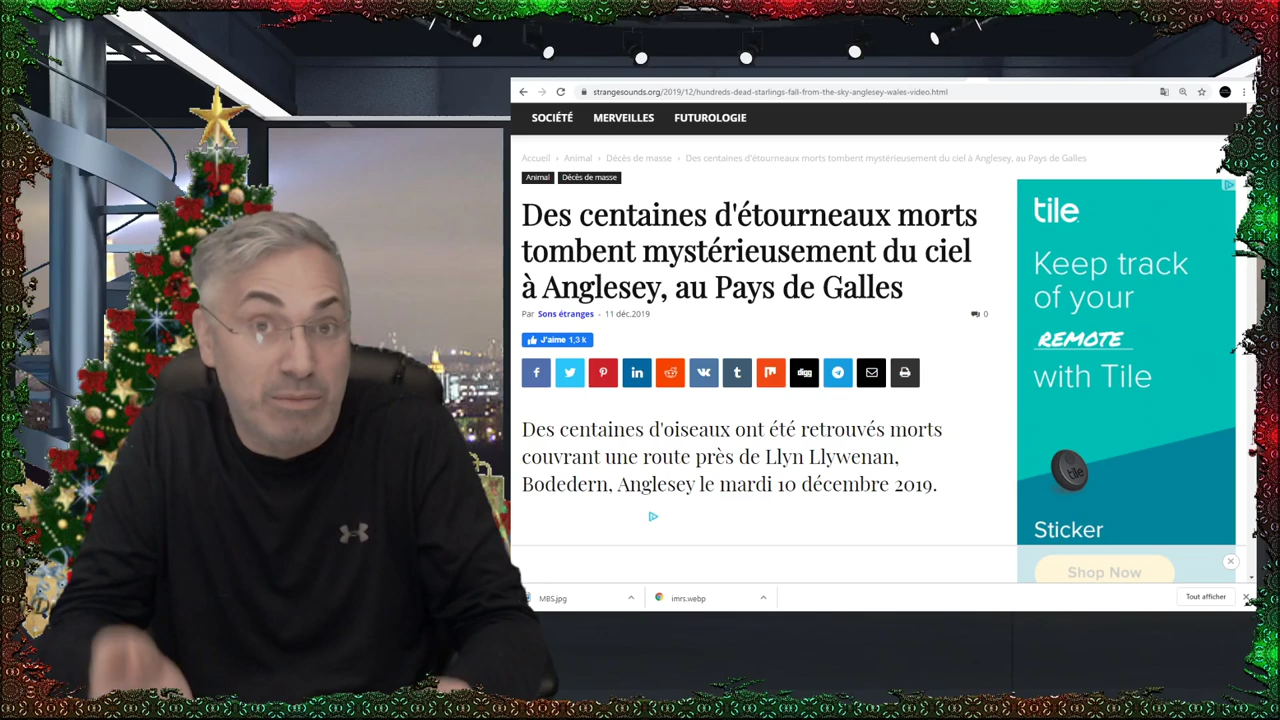 strangesounds.org/2019/12/hundreds-dead-starlings-fall-from-the-sky-anglesey-wales-video.html
SOCIÉTÉ MERVEILLES FUTUROLOGIE
Accueil › Animal › Décès de masse › Des centaines d'étourneaux morts tombent mystérieusement du ciel à Anglesey, au Pays de Galles
Animal Décès de masse
Des centaines d'étourneaux morts
tombent mystérieusement du ciel
à Anglesey, au Pays de Galles
Par Sons étranges - 11 déc.2019 0
J'aime 1,3 k
digg
Des centaines d'oiseaux ont été retrouvés morts
couvrant une route près de Llyn Llywenan,
Bodedern, Anglesey le mardi 10 décembre 2019.
tile
Keep track
of your
REMOTE
with Tile
tile
Sticker
Shop Now
MBS.jpg imrs.webp Tout afficher